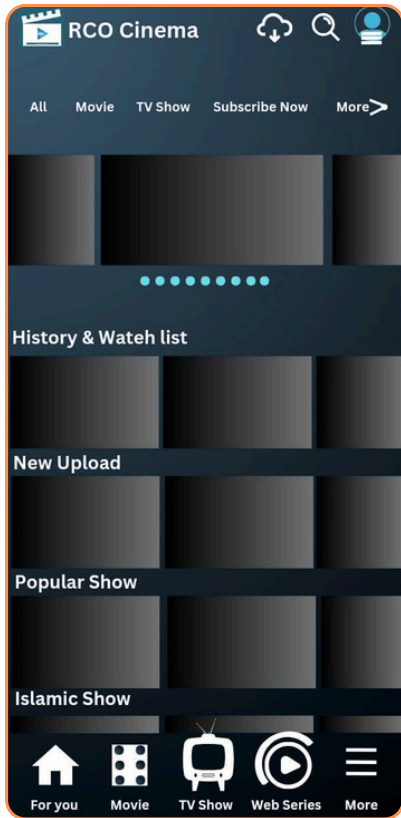 RCO Cinema
All Movie TV Show Subscribe Now More>
History & Wateh list
New Upload
Popular Show
Islamic Show
For you Movie TV Show Web Series More